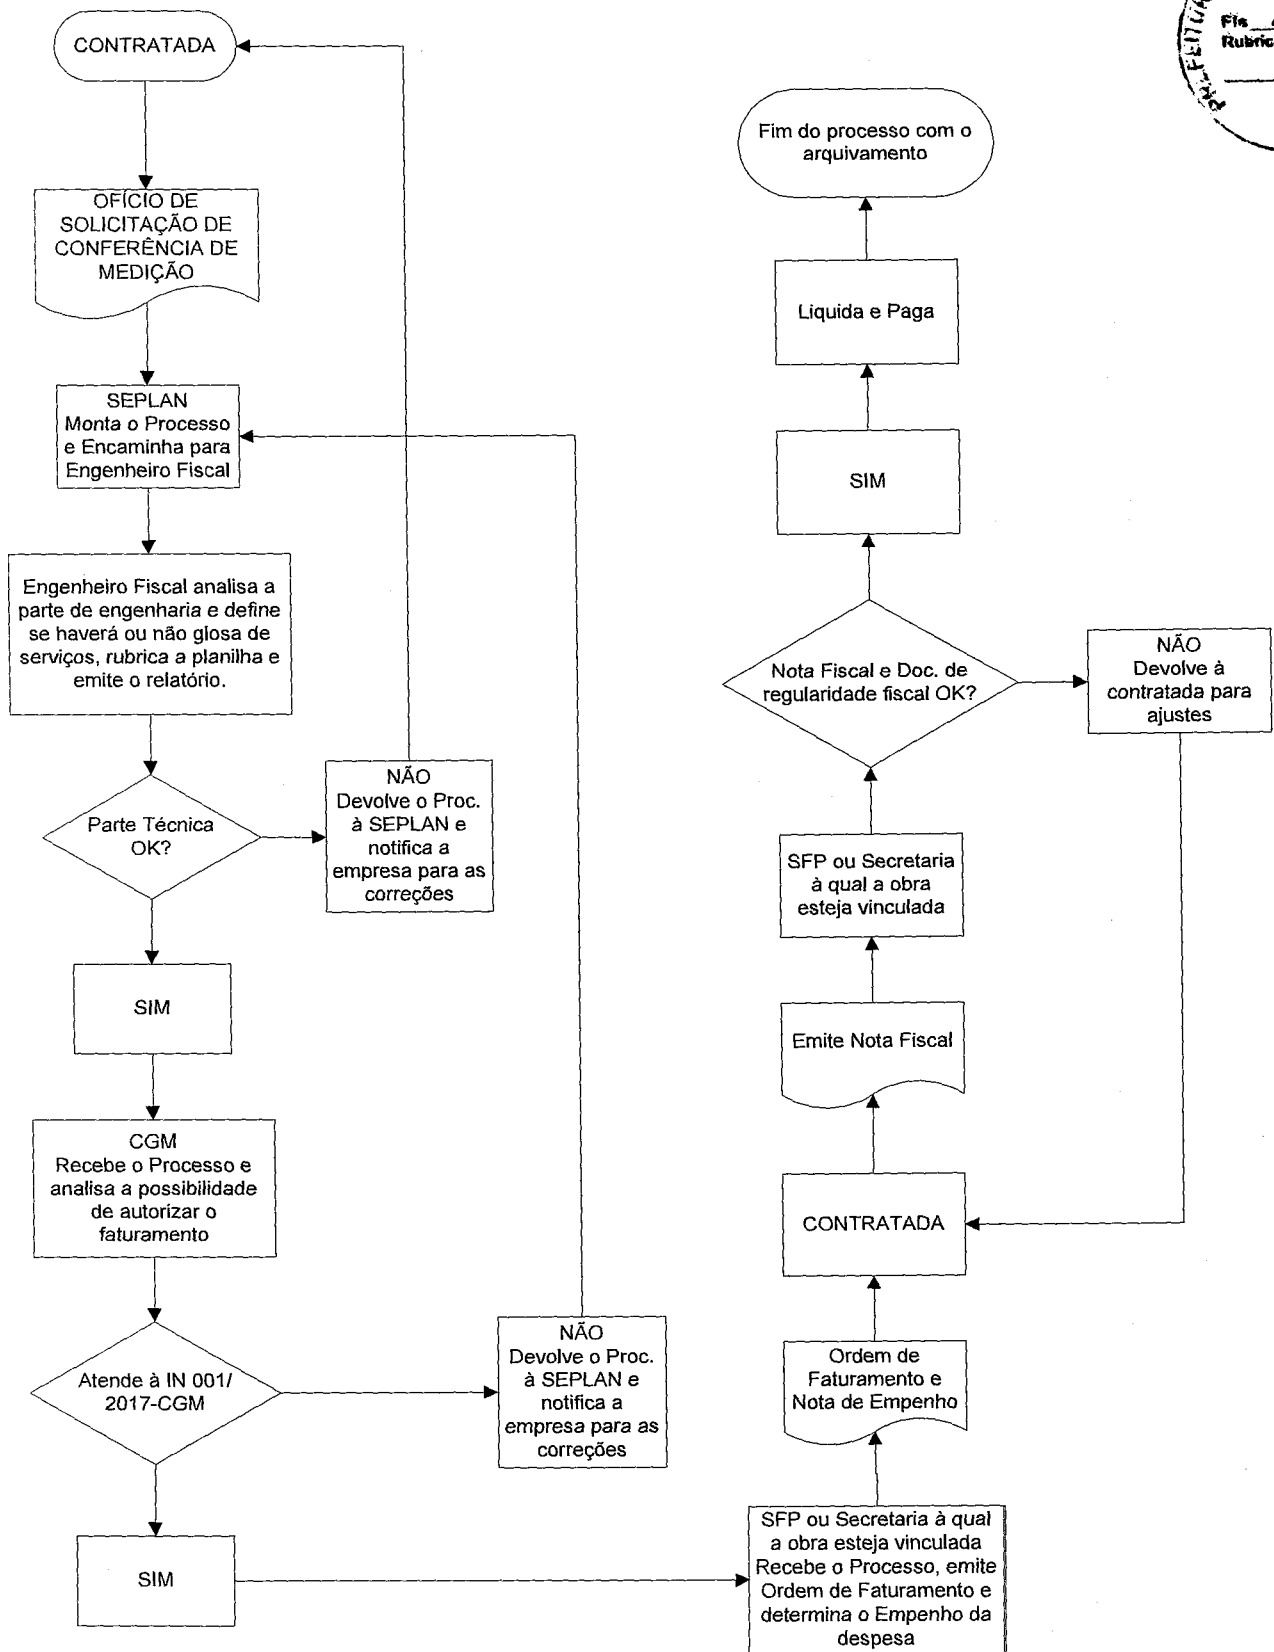 CONTRATADA
OFÍCIO DE
SOLICITAÇÃO DE
CONFERÊNCIA DE
MEDIÇÃO
SEPLAN
Monta o Processo
e Encaminha para
Engenheiro Fiscal
Engenheiro Fiscal analisa a
parte de engenharia e define
se haverá ou não glosa de
serviços, rubrica a planilha e
emite o relatório.
Parte Técnica
OK?
NÃO
Devolve o Proc.
à SEPLAN e
notifica a
empresa para as
correções
SIM
CGM
Recebe o Processo e
analisa a possibilidade
de autorizar o
faturamento
Atende à IN 001/
2017-CGM
NÃO
Devolve o Proc.
à SEPLAN e
notifica a
empresa para as
correções
SIM
SFP ou Secretaria à qual
a obra esteja vinculada
Recebe o Processo, emite
Ordem de Faturamento e
determina o Empenho da
despesa
Ordem de
Faturamento e
Nota de Empenho
CONTRATADA
Emite Nota Fiscal
SFP ou Secretaria
à qual a obra
esteja vinculada
Nota Fiscal e Doc. de
regularidade fiscal OK?
NÃO
Devolve à
contratada para
ajustes
SIM
Liquida e Paga
Fim do processo com o
arquivamento
Fls
Rubric